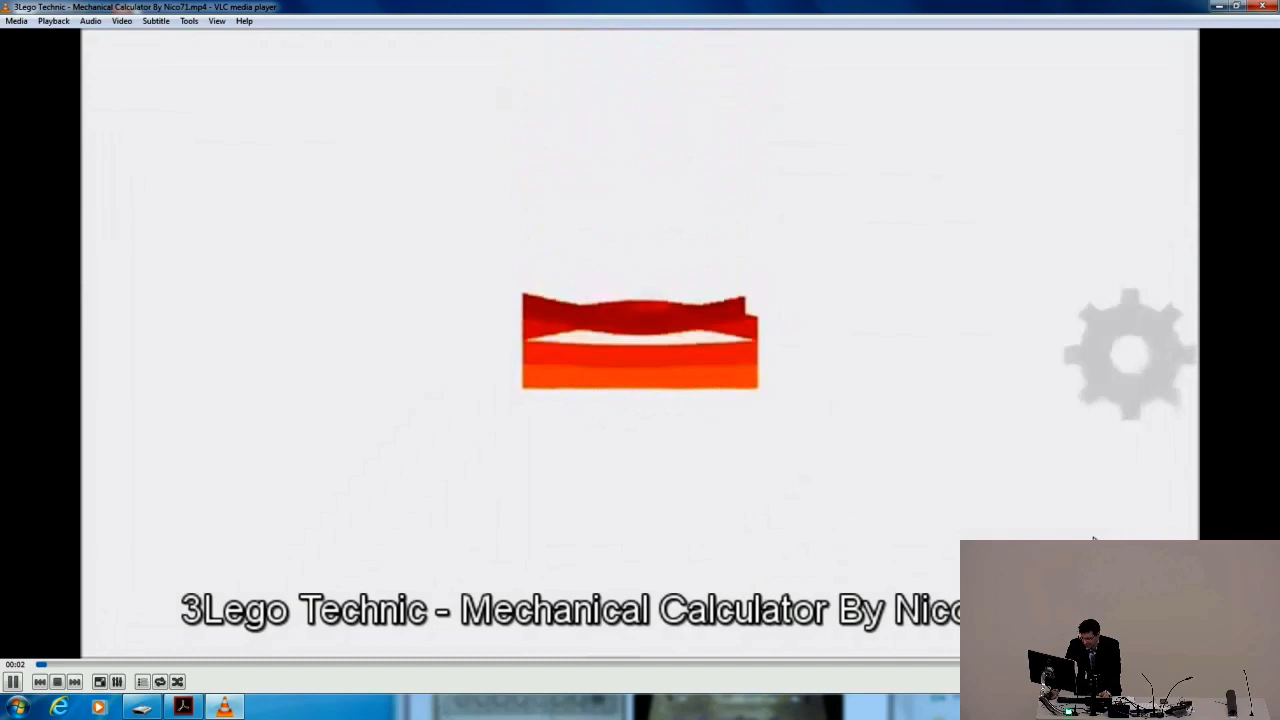 3Lego Technic - Mechanical Calculator By Nico71.mp4 - VLC media player
Media Playback Audio Video Subtitle Tools View Help
3Lego Technic - Mechanical Calculator By Nico
00:02